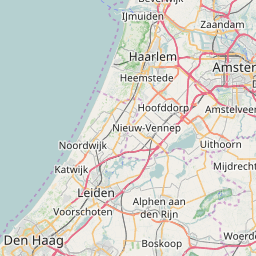 Beverwijk
IJmuiden
Zaandam
Haarlem
Amster
Heemstede
Hoofddorp
Amstelveen
Nieuw-Vennep
Uithoorn
Noordwijk
Mijdrecht
Katwijk
Leiden
Alphen aan
den Rijn
Voorschoten
Den Haag
Boskoop